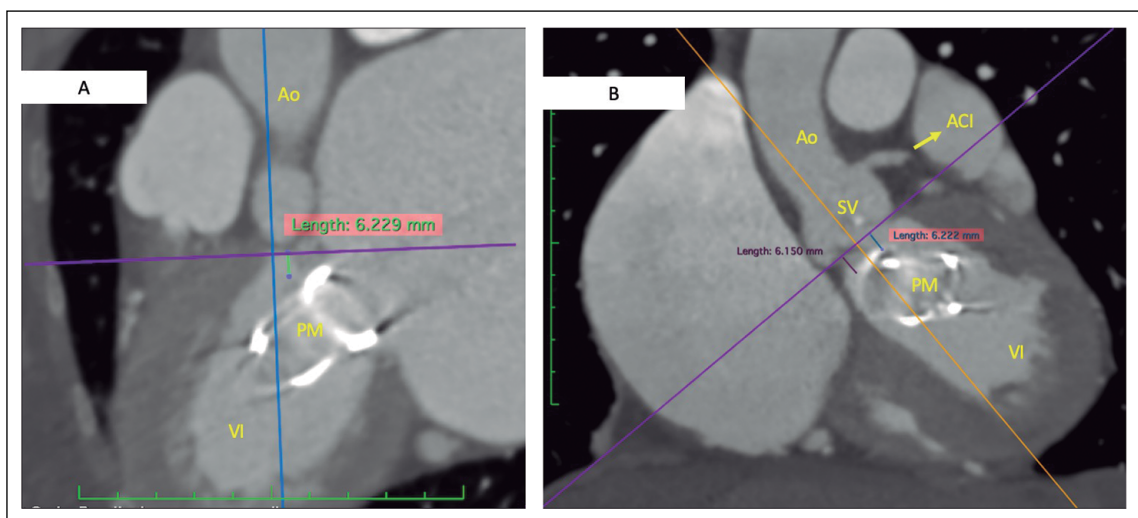 A
Ao
Length: 6.229 mm
PM
VI
B
ACI
Ao
SV
Length: 6.222 mm
Length: 6.150 mm
PM
VI